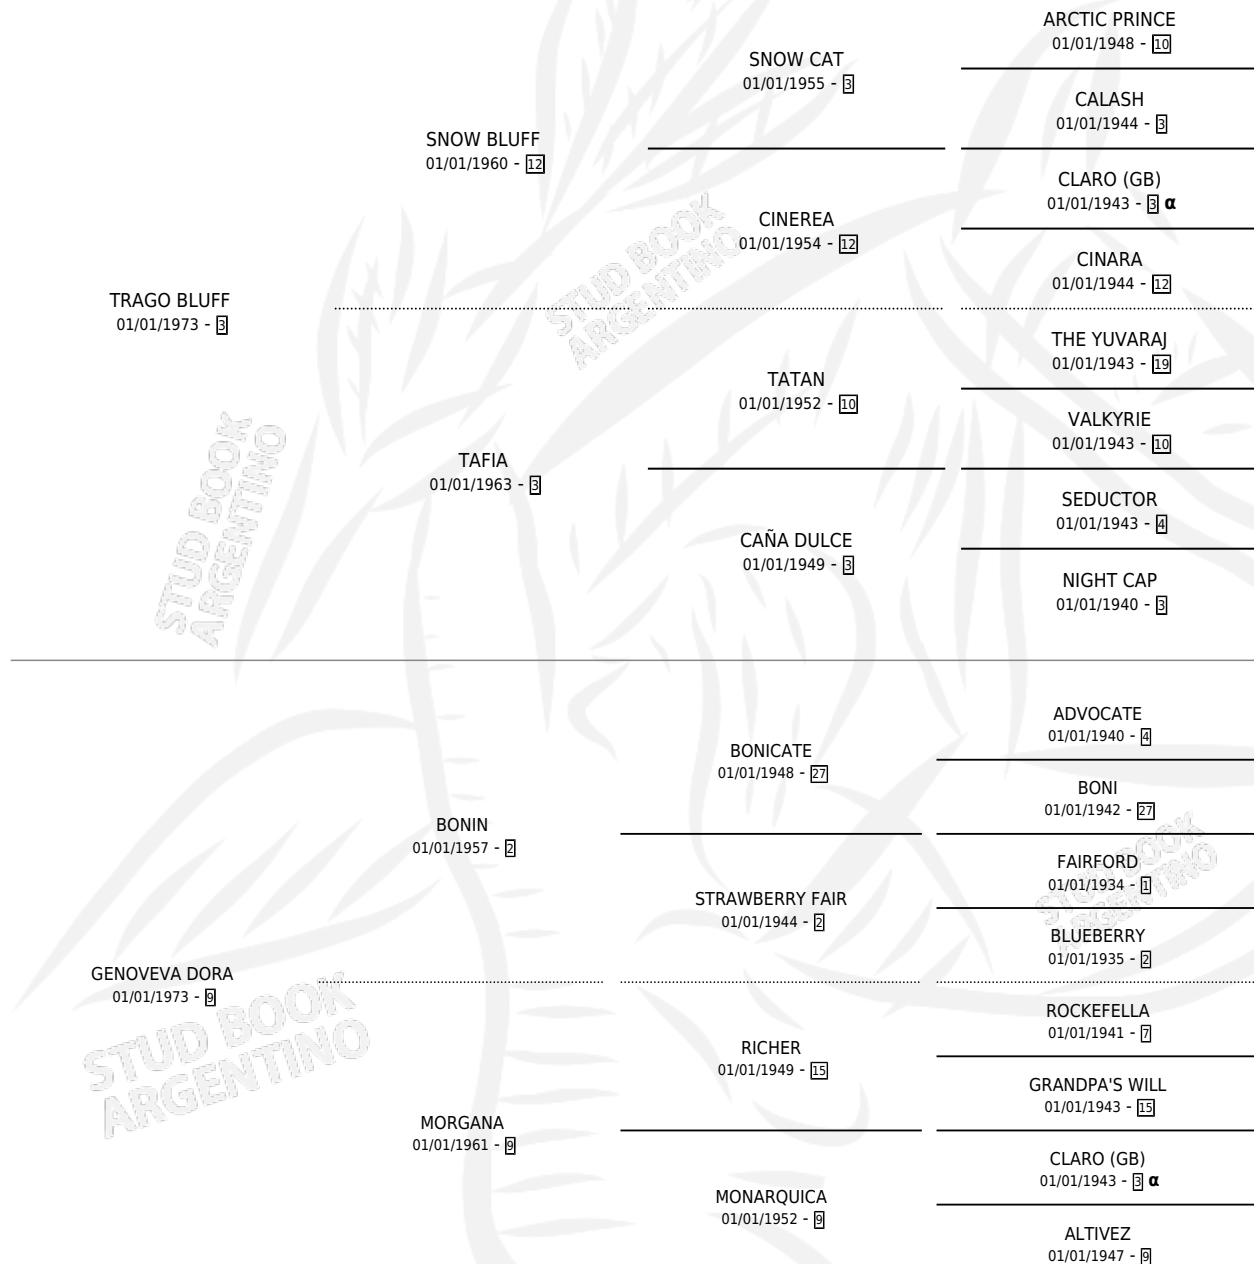 ARCTIC PRINCE
01/01/1948 - 10
SNOW CAT
01/01/1955 - 3
CALASH
01/01/1944 - 3
SNOW BLUFF
01/01/1960 - 12
CLARO (GB)
01/01/1943 - 3 α
CINEREA
01/01/1954 - 12
CINARA
01/01/1944 - 12
TRAGO BLUFF
01/01/1973 - 3
THE YUVARAJ
01/01/1943 - 19
TATAN
01/01/1952 - 10
VALKYRIE
01/01/1943 - 10
TAFIA
01/01/1963 - 3
SEDUCTOR
01/01/1943 - 4
CAÑA DULCE
01/01/1949 - 3
NIGHT CAP
01/01/1940 - 3
STUD BOOK
ARGENTINO
STUD BOOK
ARGENTINO
ADVOCATE
01/01/1940 - 4
BONICATE
01/01/1948 - 27
BONI
01/01/1942 - 27
BONIN
01/01/1957 - 2
FAIRFORD
01/01/1934 - 1
STRAWBERRY FAIR
01/01/1944 - 2
BLUEBERRY
01/01/1935 - 2
GENOVEVA DORA
01/01/1973 - 9
ROCKEFELLA
01/01/1941 - 7
RICHER
01/01/1949 - 15
GRANDPA'S WILL
01/01/1943 - 15
MORGANA
01/01/1961 - 9
CLARO (GB)
01/01/1943 - 3 α
MONARQUICA
01/01/1952 - 9
ALTIVEZ
01/01/1947 - 9
STUD BOOK
ARGENTINO
STUD BOOK
ARGENTINO